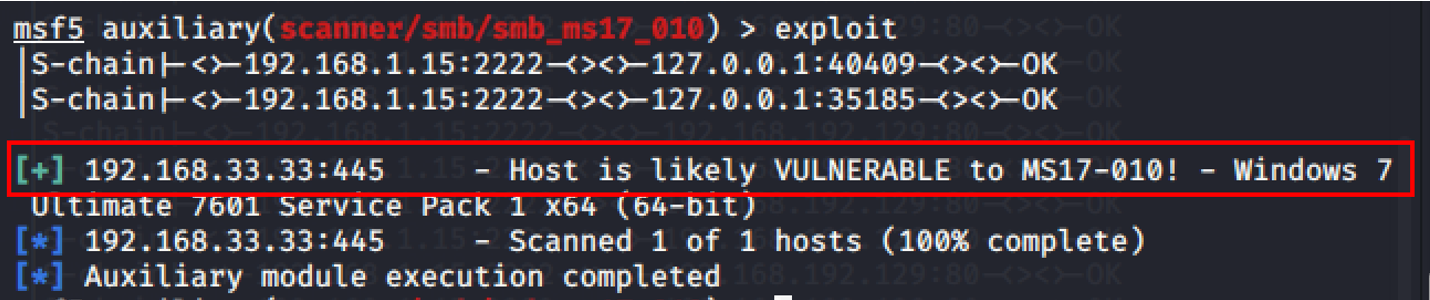 msf5 auxiliary(scanner/smb/smb_ms17_010) > exploit
|S-chain|-<>-192.168.1.15:2222-<><>-127.0.0.1:40409-<><>-OK
|S-chain|-<>-192.168.1.15:2222-<><>-127.0.0.1:35185-<><>-OK
[+] 192.168.33.33:445 - Host is likely VULNERABLE to MS17-010! - Windows 7
Ultimate 7601 Service Pack 1 x64 (64-bit)
[*] 192.168.33.33:445 - Scanned 1 of 1 hosts (100% complete)
[*] Auxiliary module execution completed